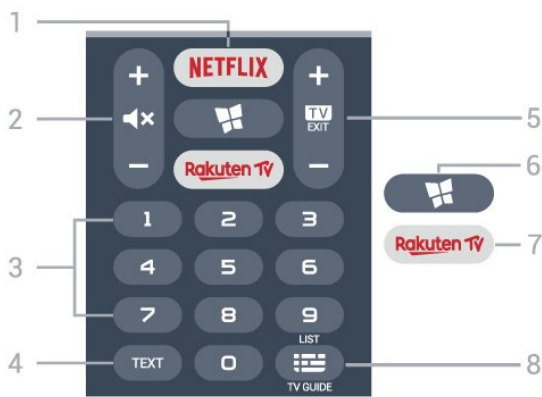 1
NETFLIX
+ +
2
TV
EXIT
5
- -
Rakuten TV
6
1 2 3
Rakuten TV
7
3
4 5 6
7 8 9
LIST
4
TEXT 0
8
TV GUIDE